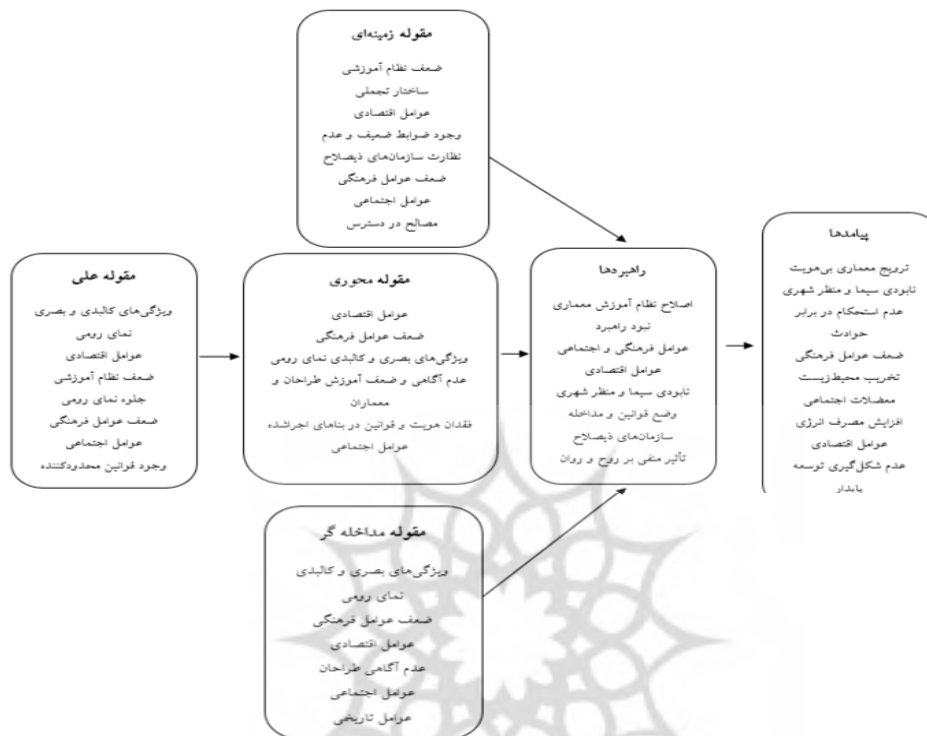 مقوله زمینه‌ای
ضعف نظام آموزشی
ساختار تجملی
عوامل اقتصادی
وجود ضوابط ضعیف و عدم
نظارت سازمان‌های ذیصلاح
ضعف عوامل فرهنگی
عوامل اجتماعی
مصالح در دسترس
مقوله علی
ویژگی‌های کالبدی و بصری
نمای رومی
عوامل اقتصادی
ضعف نظام آموزشی
جلوه نمای رومی
ضعف عوامل فرهنگی
عوامل اجتماعی
وجود قوانین محدودکننده
مقوله محوری
عوامل اقتصادی
ضعف عوامل فرهنگی
ویژگی‌های بصری و کالبدی نمای رومی
عدم آگاهی و ضعف آموزش طراحان و
معماران
فقدان هویت و قوانین در بناهای اجراشده
عوامل اجتماعی
راهبردها
اصلاح نظام آموزش معماری
نبود راهبرد
عوامل فرهنگی و اجتماعی
عوامل اقتصادی
نابودی سیما و منظر شهری
وضع قوانین و مداخله
سازمان‌های ذیصلاح
تأثیر منفی بر روح و روان
پیامدها
ترویج معماری بی‌هویت
نابودی سیما و منظر شهری
عدم استحکام در برابر
حوادث
ضعف عوامل فرهنگی
تخریب محیط‌زیست
معضلات اجتماعی
افزایش مصرف انرژی
عوامل اقتصادی
عدم شکل‌گیری توسعه
پایدار
مقوله مداخله گر
ویژگی‌های بصری و کالبدی
نمای رومی
ضعف عوامل فرهنگی
عوامل اقتصادی
عدم آگاهی طراحان
عوامل اجتماعی
عوامل تاریخی